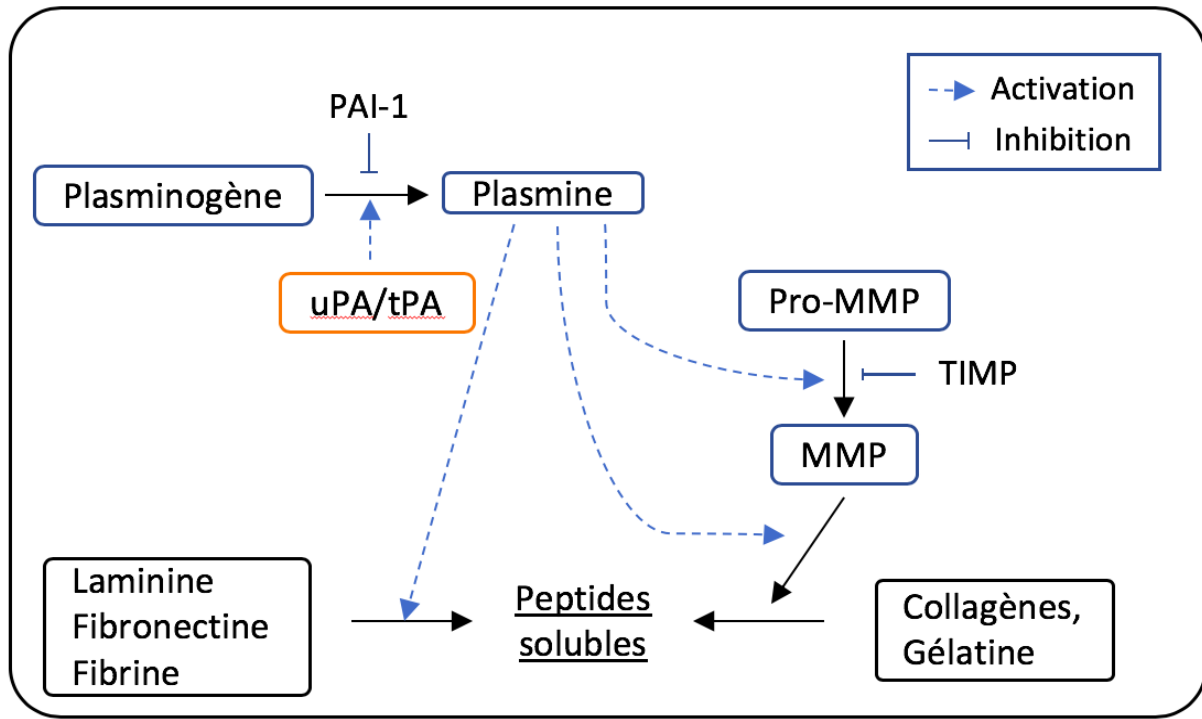 PAI-1
Activation
Inhibition
Plasminogène
Plasmine
uPA/tPA
Pro-MMP
TIMP
MMP
Laminine
Fibronectine
Fibrine
Peptides
solubles
Collagènes,
Gélatine